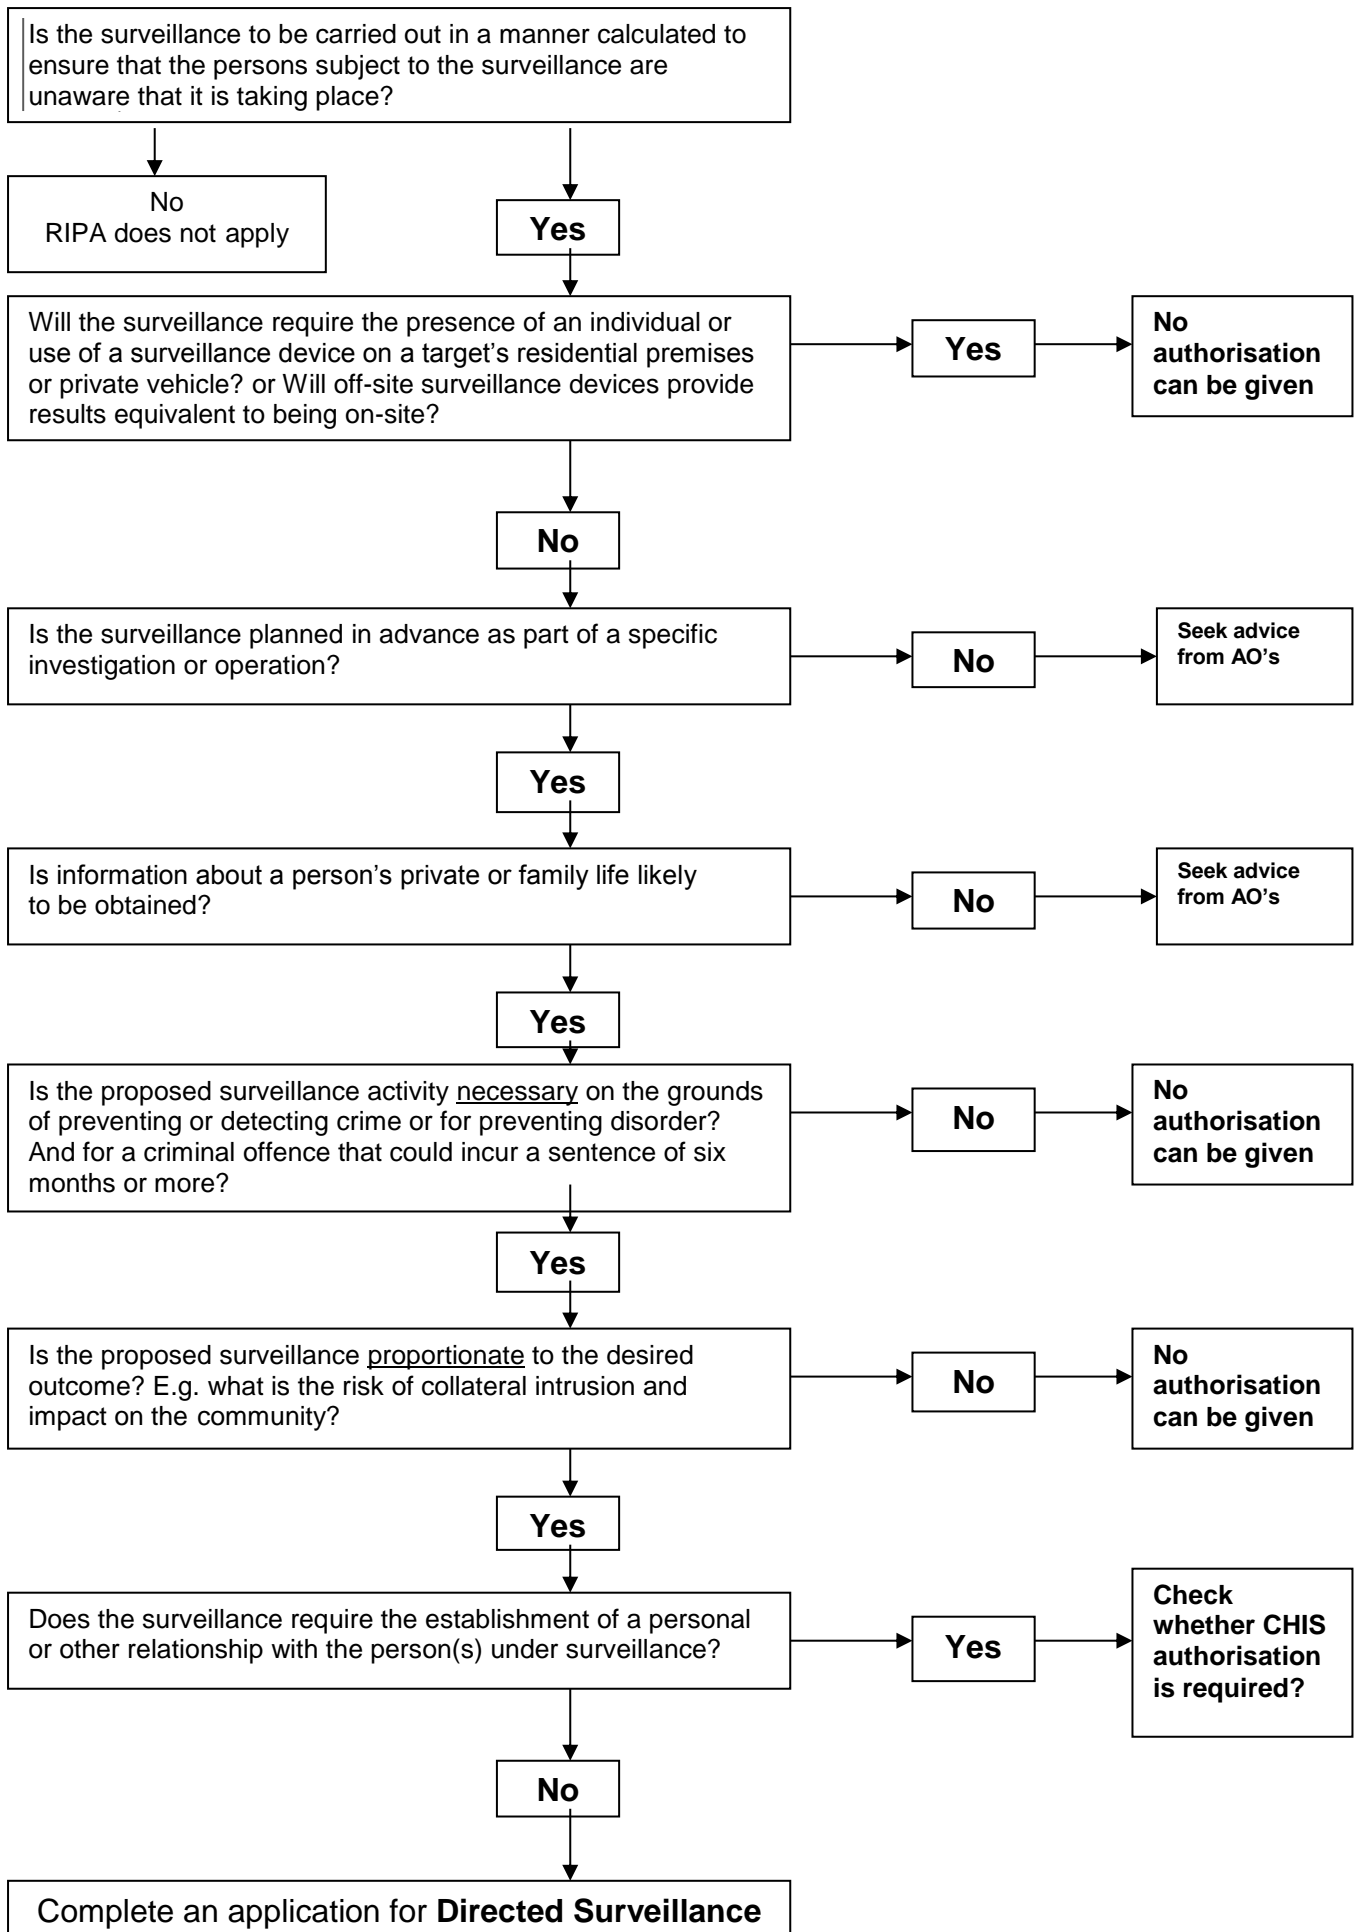 Is the surveillance to be carried out in a manner calculated to
ensure that the persons subject to the surveillance are
unaware that it is taking place?
No
RIPA does not apply
Yes
Will the surveillance require the presence of an individual or
use of a surveillance device on a target’s residential premises
or private vehicle? or Will off-site surveillance devices provide
results equivalent to being on-site?
Yes
No
authorisation
can be given
No
Is the surveillance planned in advance as part of a specific
investigation or operation?
No
Seek advice
from AO’s
Yes
Is information about a person’s private or family life likely
to be obtained?
No
Seek advice
from AO’s
Yes
Is the proposed surveillance activity necessary on the grounds
of preventing or detecting crime or for preventing disorder?
And for a criminal offence that could incur a sentence of six
months or more?
No
No
authorisation
can be given
Yes
Is the proposed surveillance proportionate to the desired
outcome? E.g. what is the risk of collateral intrusion and
impact on the community?
No
No
authorisation
can be given
Yes
Does the surveillance require the establishment of a personal
or other relationship with the person(s) under surveillance?
Yes
Check
whether CHIS
authorisation
is required?
No
Complete an application for Directed Surveillance